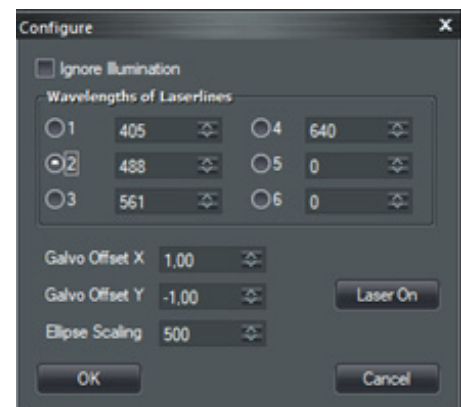 Configure x
Ignore Illumination
Wavelengths of Laserlines
1 405 4 640
2 488 5 0
3 561 6 0
Galvo Offset X 1,00
Galvo Offset Y -1,00 Laser On
Ellipse Scaling 500
OK Cancel